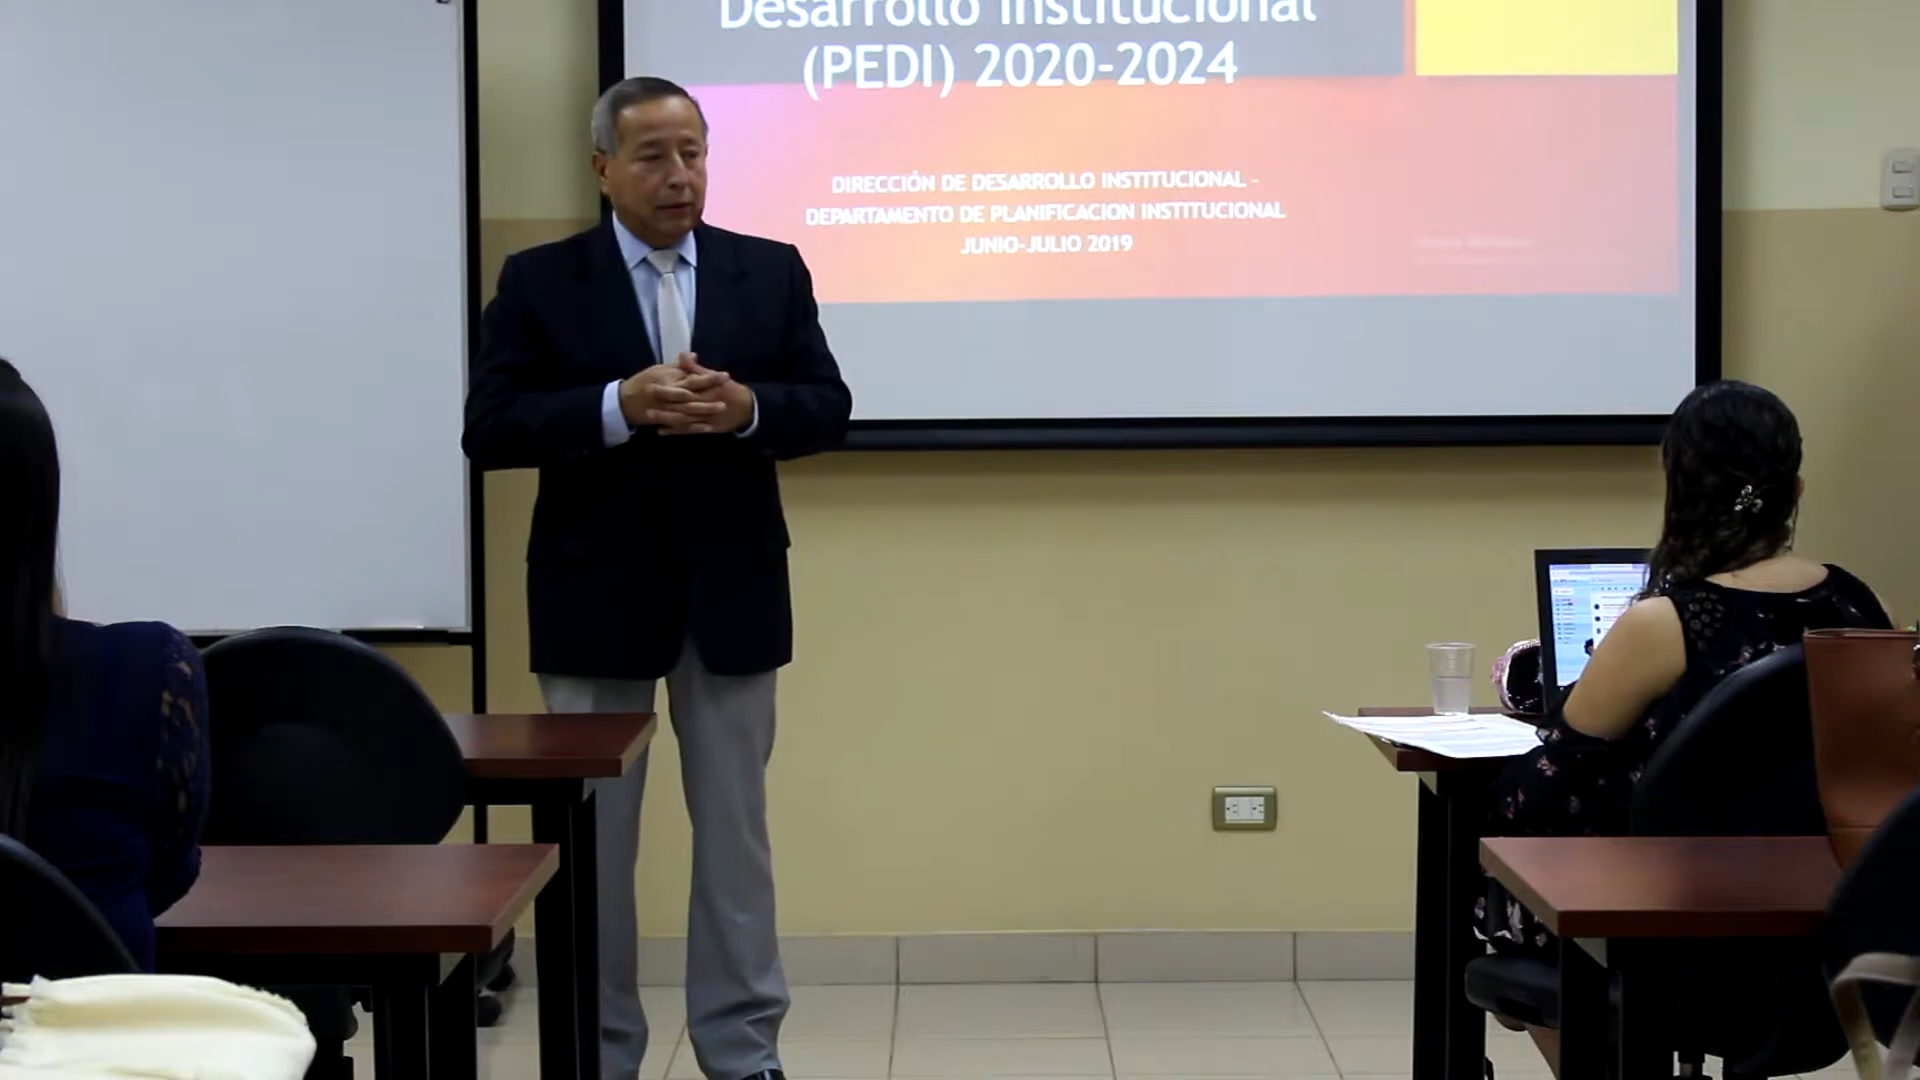 Desarrollo Institucional
(PEDI) 2020-2024
DIRECCIÓN DE DESARROLLO INSTITUCIONAL -
DEPARTAMENTO DE PLANIFICACION INSTITUCIONAL
JUNIO-JULIO 2019